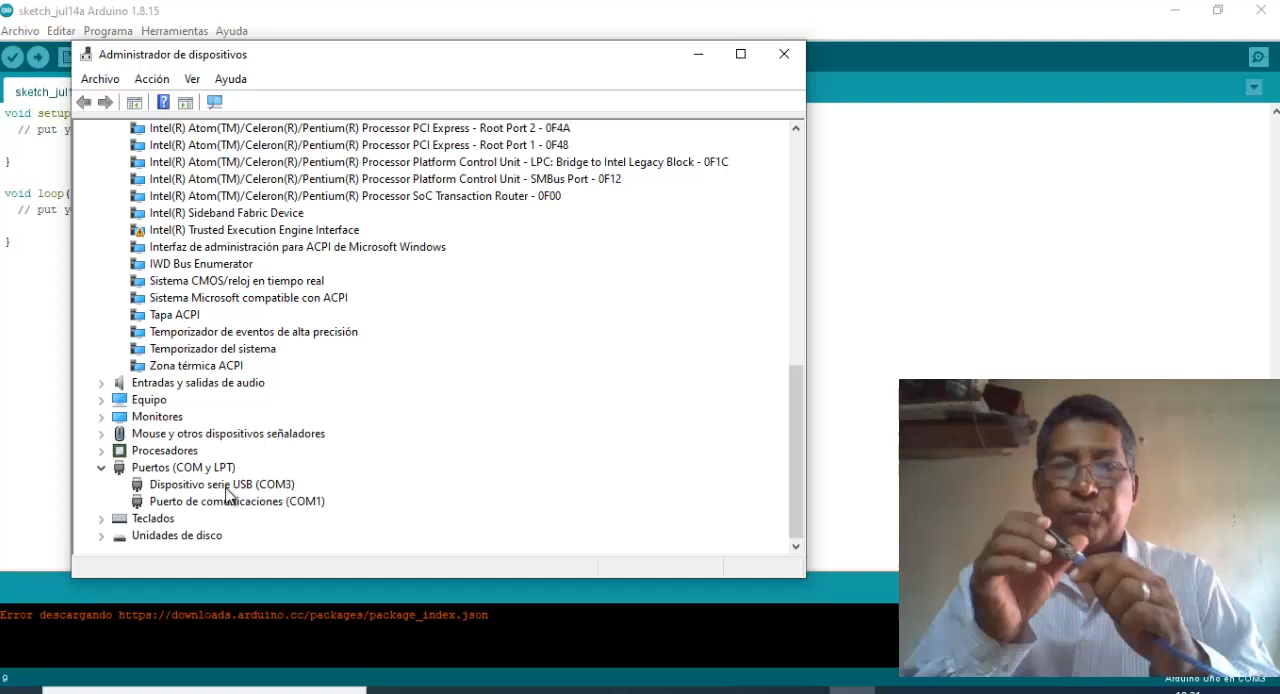 sketch_jul14a Arduino 1.8.15
Archivo Editar Programa Herramientas Ayuda
Administrador de dispositivos
Archivo Acción Ver Ayuda
sketch_jul1
void setup
// put y
}
void loop(
// put y
}
Intel(R) Atom(TM)/Celeron(R)/Pentium(R) Processor PCI Express - Root Port 2 - 0F4A
Intel(R) Atom(TM)/Celeron(R)/Pentium(R) Processor PCI Express - Root Port 1 - 0F48
Intel(R) Atom(TM)/Celeron(R)/Pentium(R) Processor Platform Control Unit - LPC: Bridge to Intel Legacy Block - 0F1C
Intel(R) Atom(TM)/Celeron(R)/Pentium(R) Processor Platform Control Unit - SMBus Port - 0F12
Intel(R) Atom(TM)/Celeron(R)/Pentium(R) Processor SoC Transaction Router - 0F00
Intel(R) Sideband Fabric Device
Intel(R) Trusted Execution Engine Interface
Interfaz de administración para ACPI de Microsoft Windows
IWD Bus Enumerator
Sistema CMOS/reloj en tiempo real
Sistema Microsoft compatible con ACPI
Tapa ACPI
Temporizador de eventos de alta precisión
Temporizador del sistema
Zona térmica ACPI
Entradas y salidas de audio
Equipo
Monitores
Mouse y otros dispositivos señaladores
Procesadores
Puertos (COM y LPT)
Dispositivo serie USB (COM3)
Puerto de comunicaciones (COM1)
Teclados
Unidades de disco
Error descargando https://downloads.arduino.cc/packages/package_index.json
9
Arduino Uno en COM3